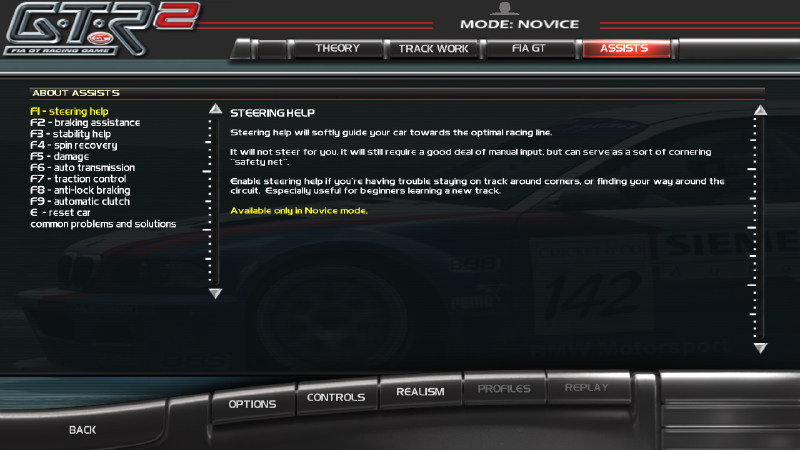 GTR2
FIA GT RACING GAME
MODE: NOVICE
THEORY
TRACK WORK
FIA GT
ASSISTS
ABOUT ASSISTS
F1 - steering help
F2 - braking assistance
F3 - stability help
F4 - spin recovery
F5 - damage
F6 - auto transmission
F7 - traction control
F8 - anti-lock braking
F9 - automatic clutch
E - reset car
common problems and solutions
STEERING HELP
Steering help will softly guide your car towards the optimal racing line.
It will not steer for you, it will still require a good deal of manual input, but can serve as a sort of cornering
"safety net".
Enable steering help if you're having trouble staying on track around corners, or finding your way around the
circuit. Especially useful for beginners learning a new track.
Available only in Novice mode.
142
OPTIONS
CONTROLS
REALISM
PROFILES
REPLAY
BACK